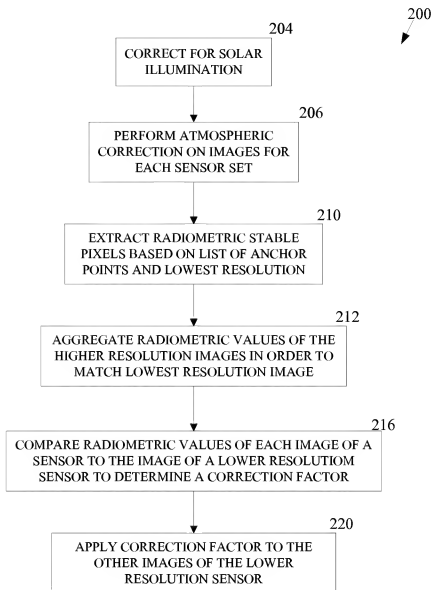 200
204
CORRECT FOR SOLAR
ILLUMINATION
206
PERFORM ATMOSPHERIC
CORRECTION ON IMAGES FOR
EACH SENSOR SET
210
EXTRACT RADIOMETRIC STABLE
PIXELS BASED ON LIST OF ANCHOR
POINTS AND LOWEST RESOLUTION
212
AGGREGATE RADIOMETRIC VALUES OF THE
HIGHER RESOLUTION IMAGES IN ORDER TO
MATCH LOWEST RESOLUTION IMAGE
216
COMPARE RADIOMETRIC VALUES OF EACH IMAGE OF A
SENSOR TO THE IMAGE OF A LOWER RESOLUTIOM
SENSOR TO DETERMINE A CORRECTION FACTOR
220
APPLY CORRECTION FACTOR TO THE
OTHER IMAGES OF THE LOWER
RESOLUTION SENSOR